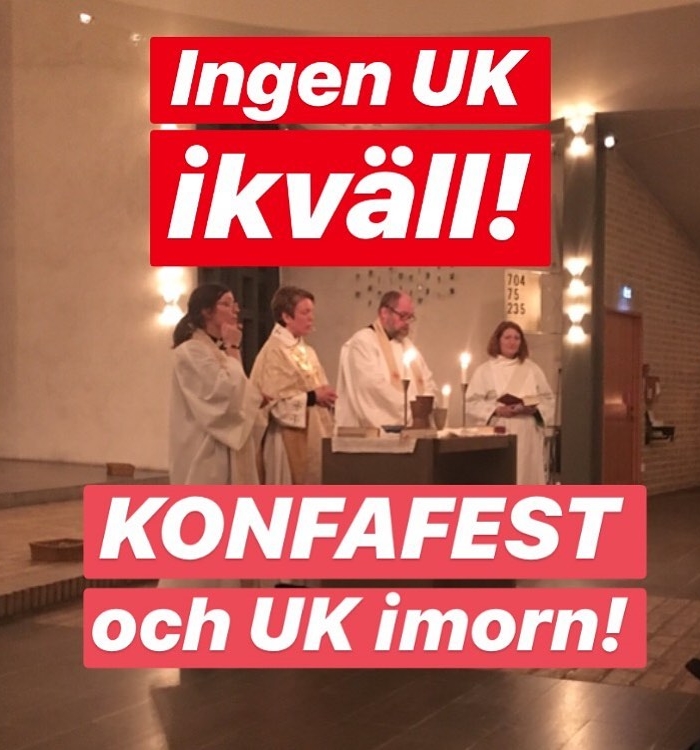 Ingen UK
ikväll!
704
75
235
KONFAFEST
och UK imorn!